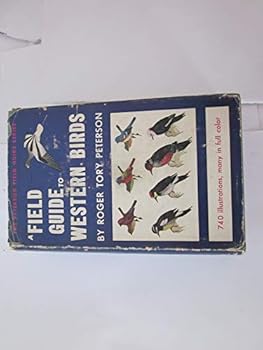 A FIELD
GUIDE TO
WESTERN BIRDS
BY ROGER TORY PETERSON
740 illustrations, many in full color